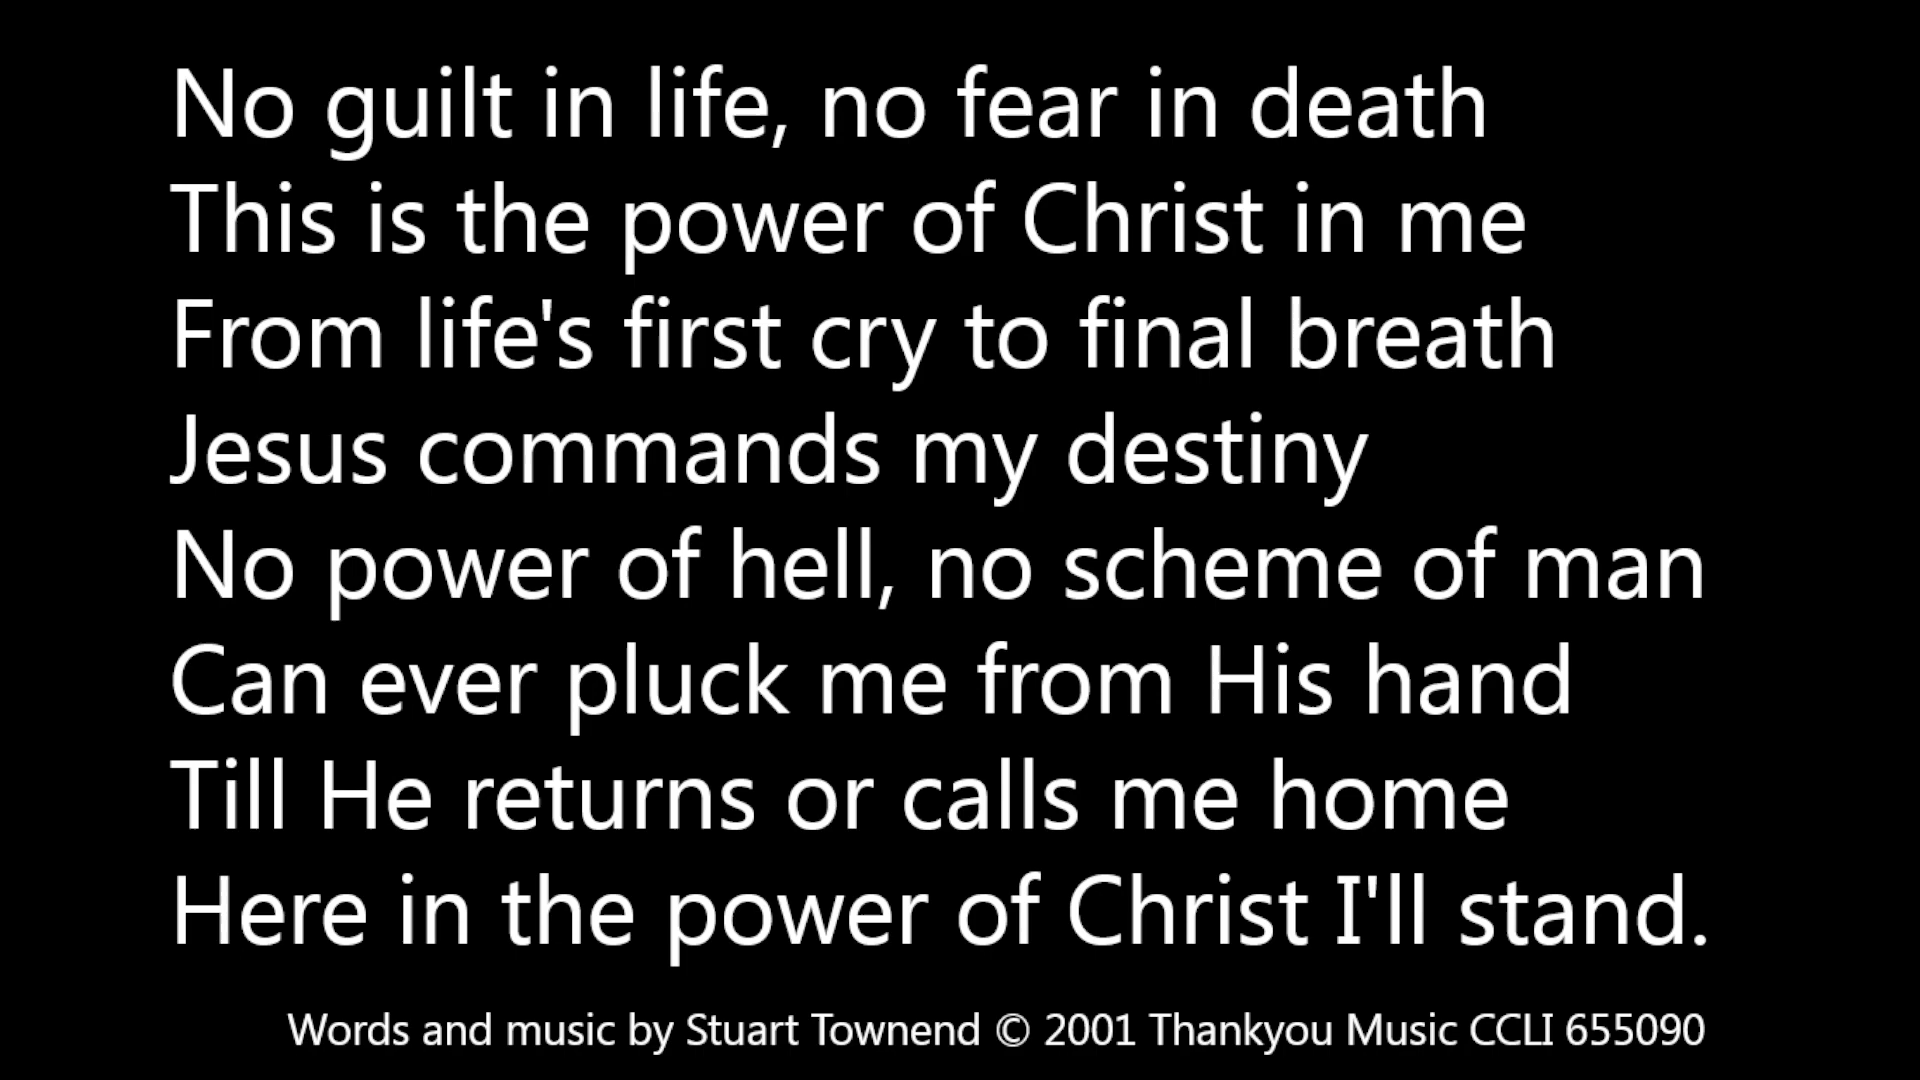 No guilt in life, no fear in death
This is the power of Christ in me
From life's first cry to final breath
Jesus commands my destiny
No power of hell, no scheme of man
Can ever pluck me from His hand
Till He returns or calls me home
Here in the power of Christ I'll stand.
Words and music by Stuart Townend © 2001 Thankyou Music CCLI 655090